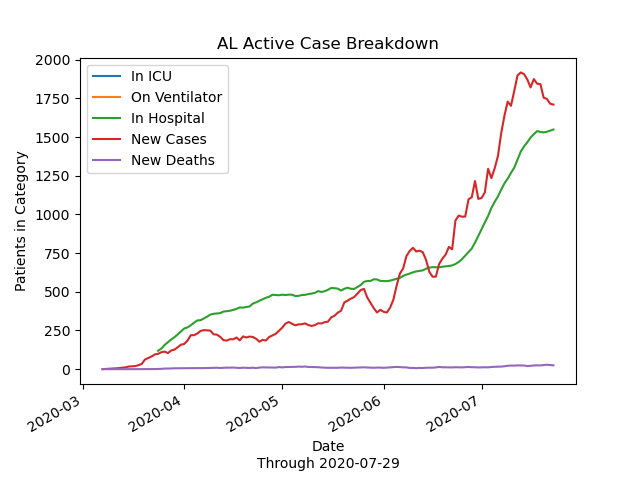 AL Active Case Breakdown
In ICU
On Ventilator
In Hospital
New Cases
New Deaths
Patients in Category
2000
1750
1500
1250
1000
750
500
250
0
2020-03
2020-04
2020-05
2020-06
2020-07
Date
Through 2020-07-29